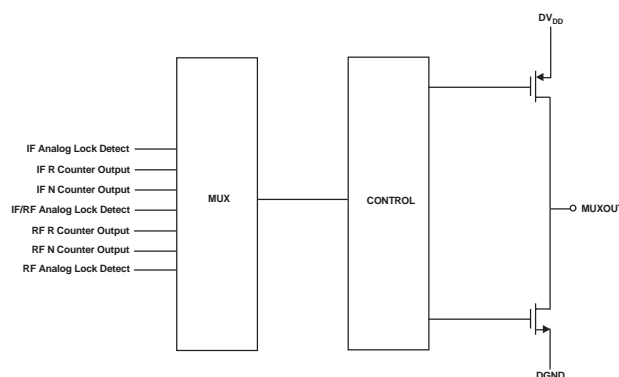 DVDD
IF Analog Lock Detect
IF R Counter Output
IF N Counter Output
IF/RF Analog Lock Detect
RF R Counter Output
RF N Counter Output
RF Analog Lock Detect
MUX
CONTROL
MUXOUT
DGND